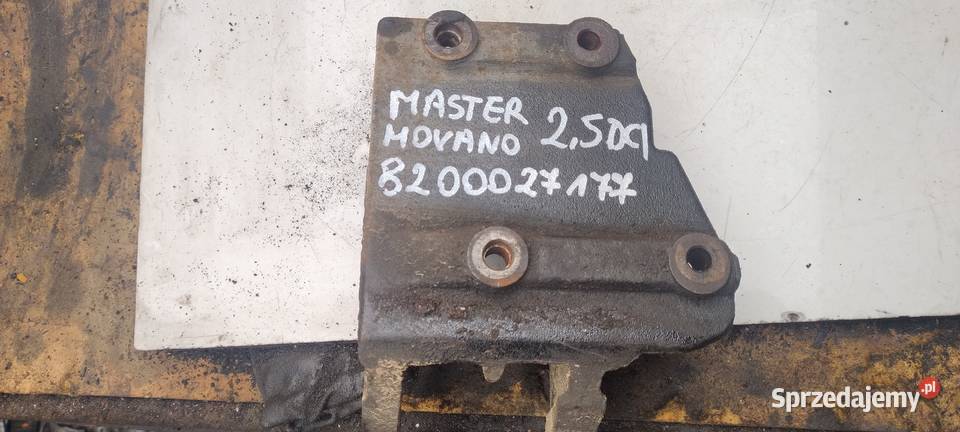 MASTER
MOVANO 2,5DCI
8200027177
Sprzedajemy.pl